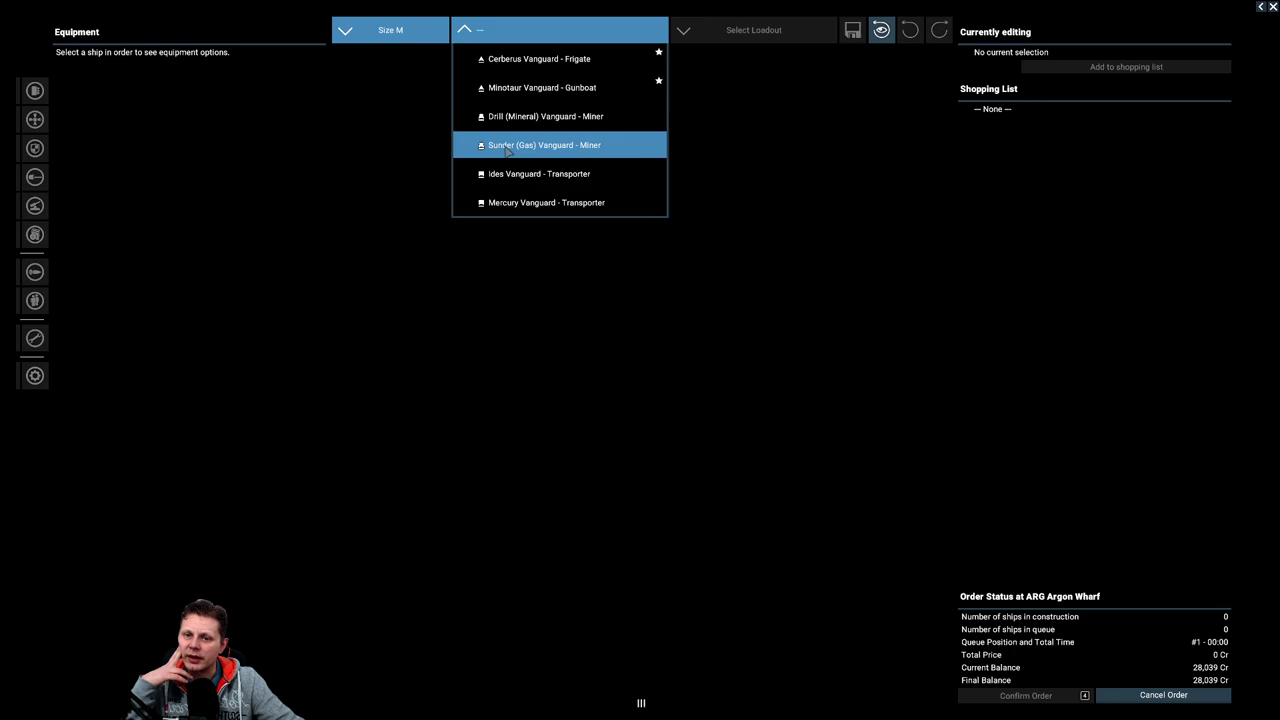 Equipment
Select a ship in order to see equipment options.
Size M
—
Select Loadout
Cerberus Vanguard - Frigate
Minotaur Vanguard - Gunboat
Drill (Mineral) Vanguard - Miner
Sunder (Gas) Vanguard - Miner
Ides Vanguard - Transporter
Mercury Vanguard - Transporter
Currently editing
No current selection
Add to shopping list
Shopping List
— None —
Order Status at ARG Argon Wharf
Number of ships in construction 0
Number of ships in queue 0
Queue Position and Total Time #1 - 00:00
Total Price 0 Cr
Current Balance 28,039 Cr
Final Balance 28,039 Cr
Confirm Order 4 Cancel Order